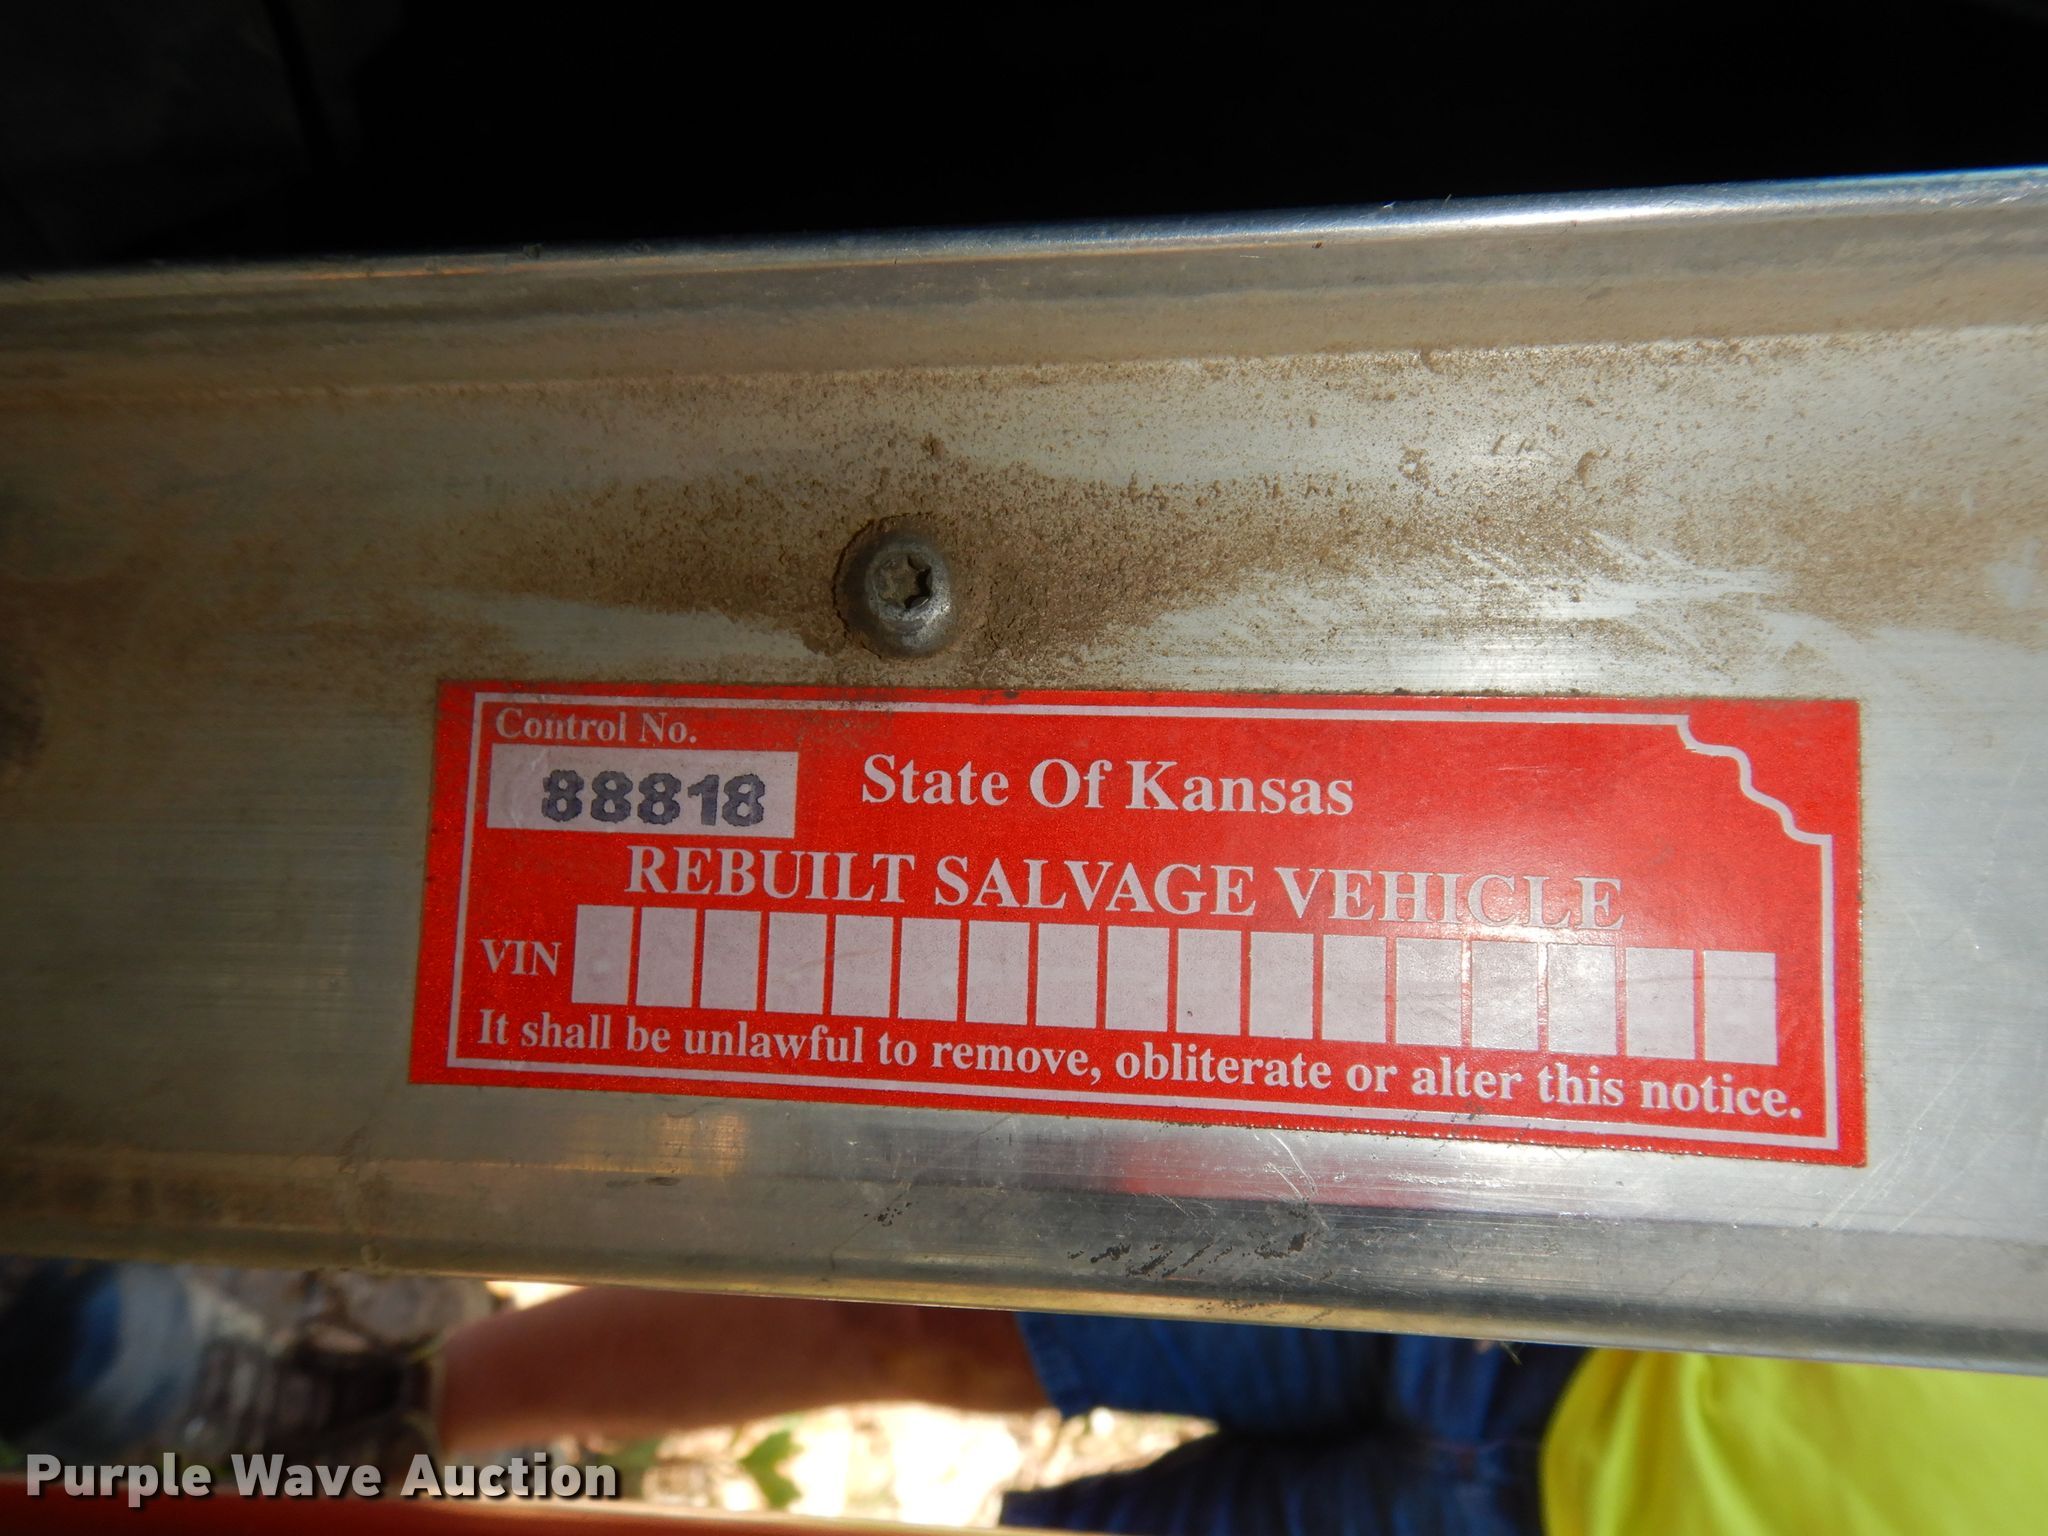 Control No.
88818
State Of Kansas
REBUILT SALVAGE VEHICLE
VIN
It shall be unlawful to remove, obliterate or alter this notice.
Purple Wave Auction